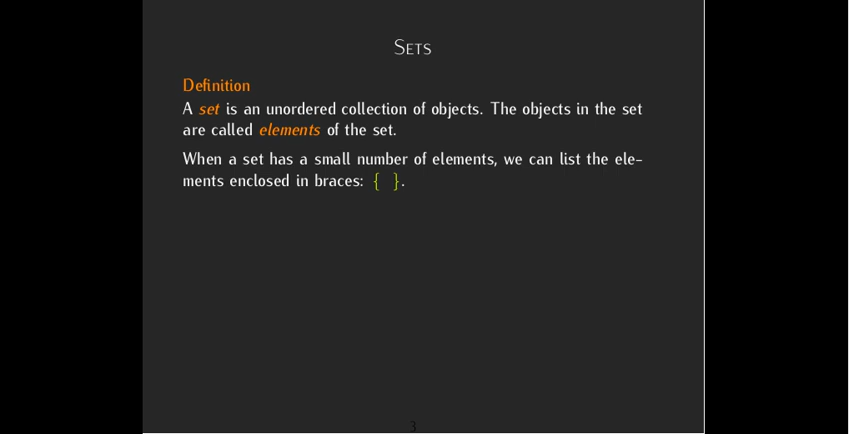 Sets
Definition
A set is an unordered collection of objects. The objects in the set
are called elements of the set.
When a set has a small number of elements, we can list the ele-
ments enclosed in braces: { }.
3